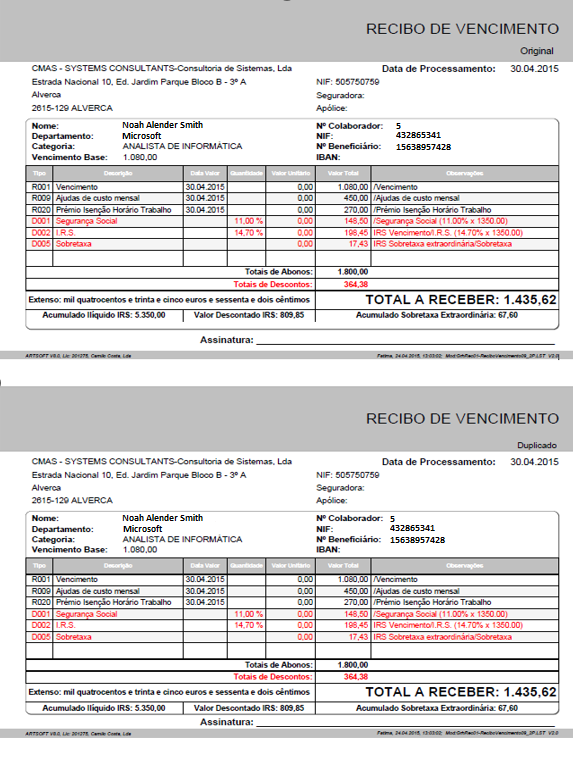 RECIBO DE VENCIMENTO
Original
CMAS - SYSTEMS CONSULTANTS-Consultoria de Sistemas, Lda Data de Processamento: 30.04.2015
Estrada Nacional 10, Ed. Jardim Parque Bloco B - 3º A NIF: 505750759
Alverca Seguradora:
2615-129 ALVERCA Apólice:
Nome: Noah Alender Smith Nº Colaborador: 5
Departamento: Microsoft NIF: 432865341
Categoria: ANALISTA DE INFORMÁTICA Nº Beneficiário: 15638957428
Vencimento Base: 1.080,00 IBAN:
Tipo Descrição Data Valor Quantidade Valor Unitário Valor Total Observações
R001 Vencimento 30.04.2015 0,00 1.080,00 /Vencimento
R009 Ajudas de custo mensal 30.04.2015 0,00 450,00 /Ajudas de custo mensal
R020 Prémio Isenção Horário Trabalho 30.04.2015 0,00 270,00 /Prémio Isenção Horário Trabalho
D001 Segurança Social 11,00 % 0,00 148,50 /Segurança Social (11.00% x 1350.00)
D002 I.R.S. 14,70 % 0,00 198,45 IRS Vencimento/I.R.S. (14.70% x 1350.00)
D005 Sobretaxa 0,00 17,43 IRS Sobretaxa extraordinária/Sobretaxa
Totais de Abonos: 1.800,00
Totais de Descontos: 364,38
Extenso: mil quatrocentos e trinta e cinco euros e sessenta e dois cêntimos TOTAL A RECEBER: 1.435,62
Acumulado Ilíquido IRS: 5.350,00 Valor Descontado IRS: 809,85 Acumulado Sobretaxa Extraordinária: 67,60
Assinatura:
ARTSOFT V8.0, Lic: 201275, Camilo Costa, Lda Fatima, 24.04.2015, 13:03:02; Mod:GrhRec01-ReciboVencimento09_2P.LST V2.0
RECIBO DE VENCIMENTO
Duplicado
CMAS - SYSTEMS CONSULTANTS-Consultoria de Sistemas, Lda Data de Processamento: 30.04.2015
Estrada Nacional 10, Ed. Jardim Parque Bloco B - 3º A NIF: 505750759
Alverca Seguradora:
2615-129 ALVERCA Apólice:
Nome: Noah Alender Smith Nº Colaborador: 5
Departamento: Microsoft NIF: 432865341
Categoria: ANALISTA DE INFORMÁTICA Nº Beneficiário: 15638957428
Vencimento Base: 1.080,00 IBAN:
Tipo Descrição Data Valor Quantidade Valor Unitário Valor Total Observações
R001 Vencimento 30.04.2015 0,00 1.080,00 /Vencimento
R009 Ajudas de custo mensal 30.04.2015 0,00 450,00 /Ajudas de custo mensal
R020 Prémio Isenção Horário Trabalho 30.04.2015 0,00 270,00 /Prémio Isenção Horário Trabalho
D001 Segurança Social 11,00 % 0,00 148,50 /Segurança Social (11.00% x 1350.00)
D002 I.R.S. 14,70 % 0,00 198,45 IRS Vencimento/I.R.S. (14.70% x 1350.00)
D005 Sobretaxa 0,00 17,43 IRS Sobretaxa extraordinária/Sobretaxa
Totais de Abonos: 1.800,00
Totais de Descontos: 364,38
Extenso: mil quatrocentos e trinta e cinco euros e sessenta e dois cêntimos TOTAL A RECEBER: 1.435,62
Acumulado Ilíquido IRS: 5.350,00 Valor Descontado IRS: 809,85 Acumulado Sobretaxa Extraordinária: 67,60
Assinatura:
ARTSOFT V8.0, Lic: 201275, Camilo Costa, Lda Fatima, 24.04.2015, 13:03:02; Mod:GrhRec01-ReciboVencimento09_2P.LST V2.0